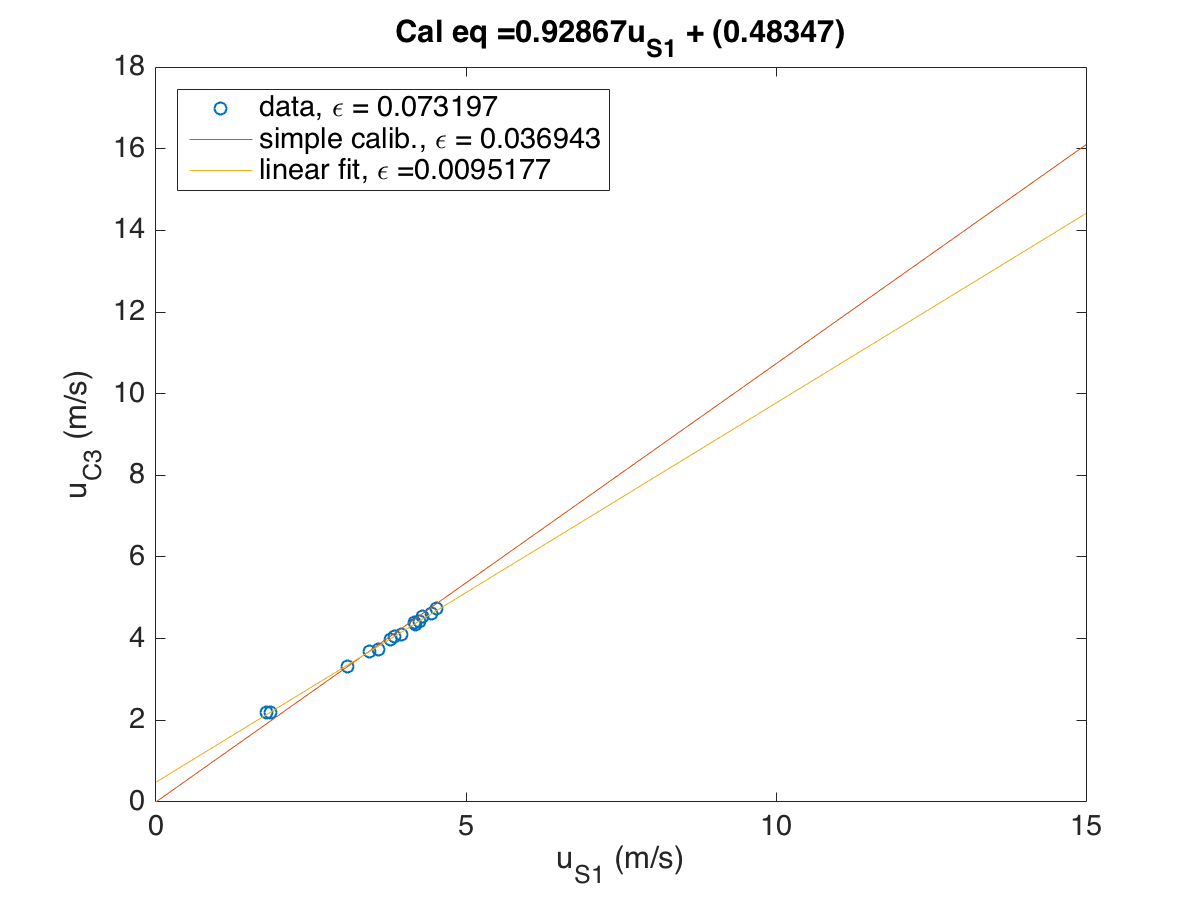 Cal eq =0.92867u_S1 + (0.48347)
data, ϵ = 0.073197
simple calib., ϵ = 0.036943
linear fit, ϵ =0.0095177
18
16
14
12
10
8
6
4
2
0
u_C3 (m/s)
0 5 10 15
u_S1 (m/s)